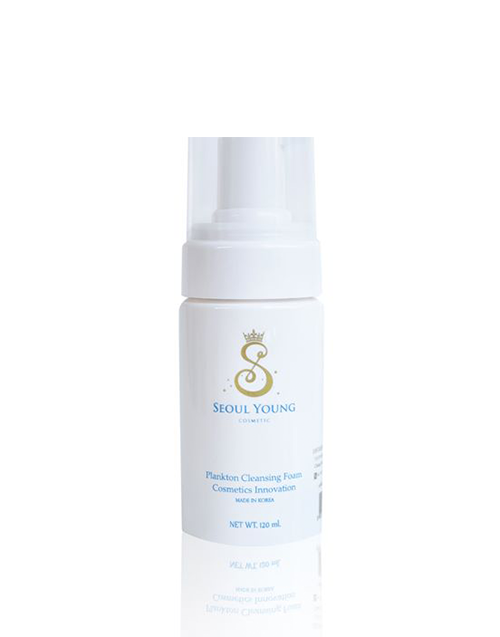 SEOUL YOUNG
COSMETIC
Plankton Cleansing Foam
Cosmetics Innovation
MADE IN KOREA
NET WT. 120 ml.